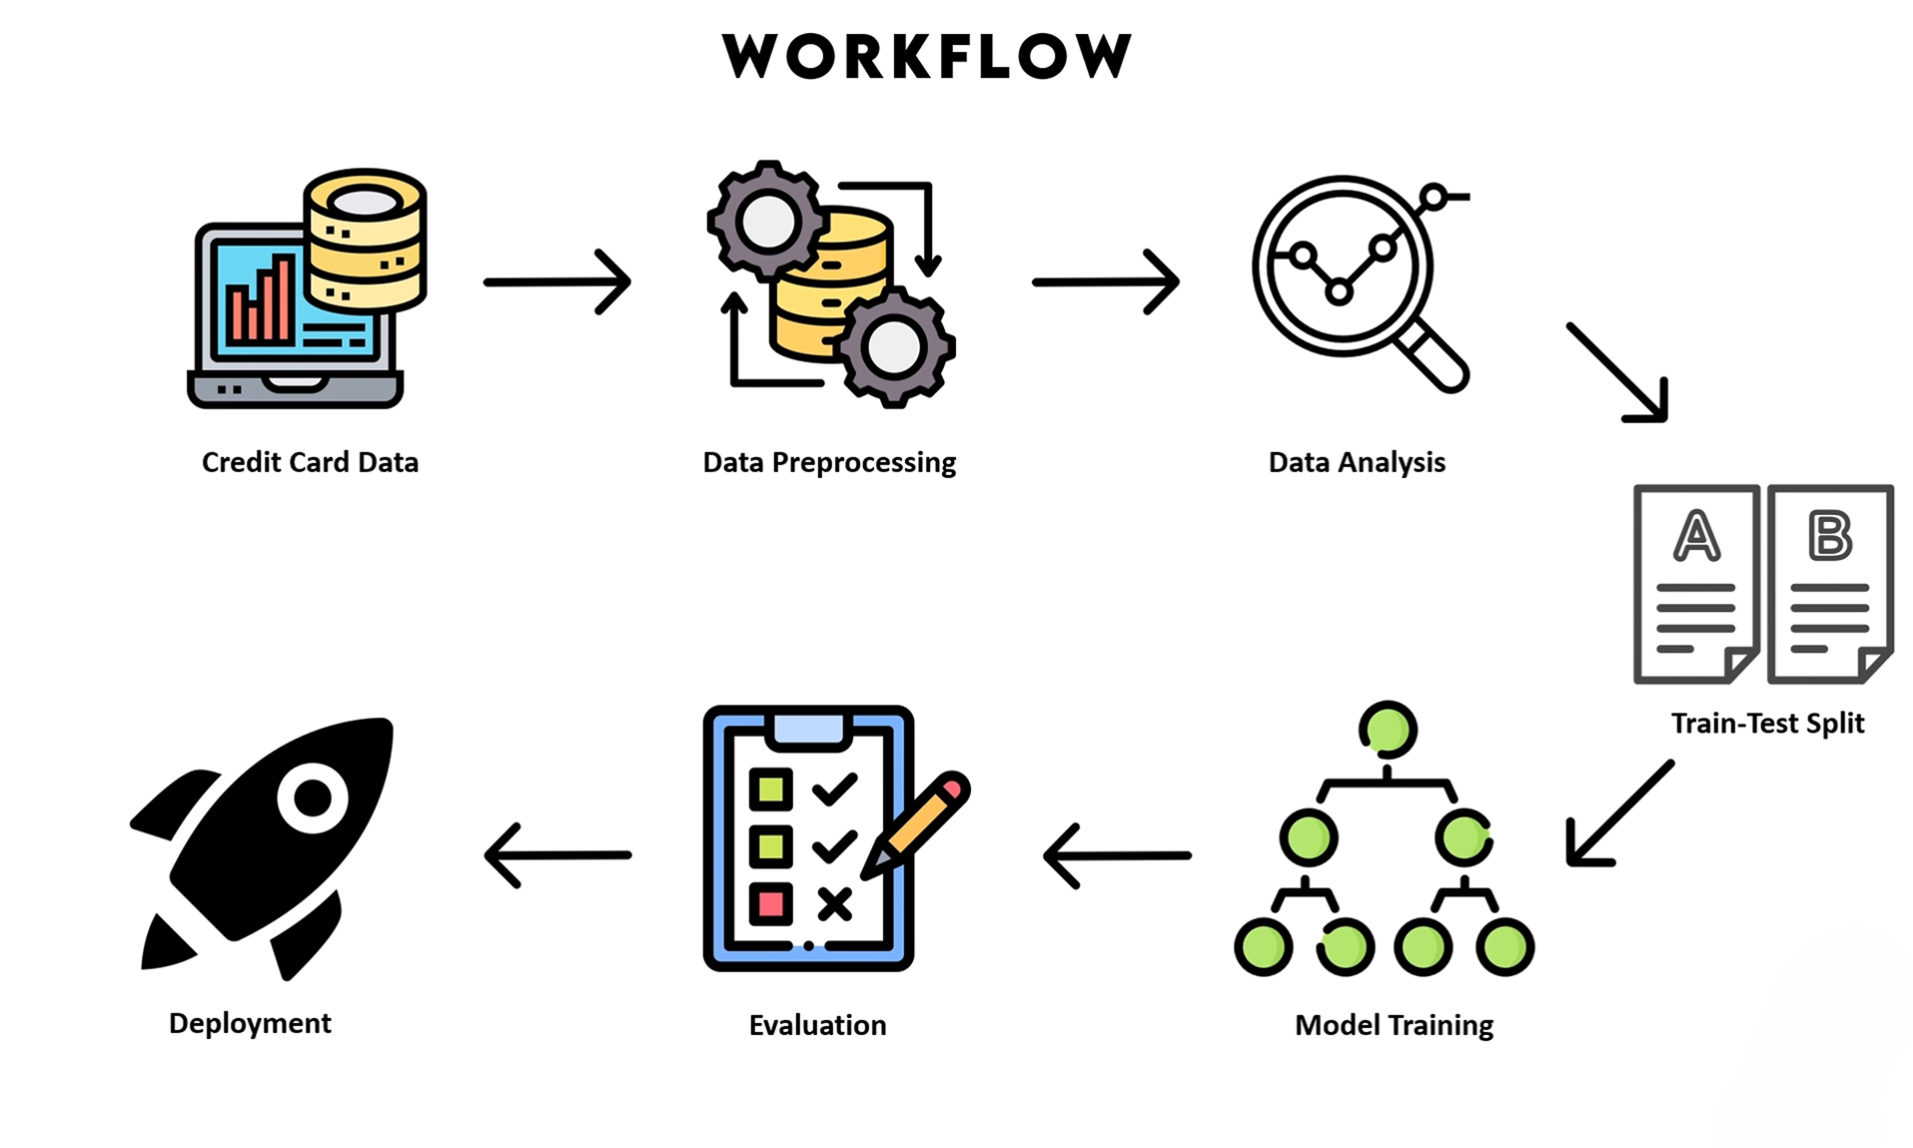 WORKFLOW
Credit Card Data
Data Preprocessing
Data Analysis
A
B
Train-Test Split
Model Training
Evaluation
Deployment